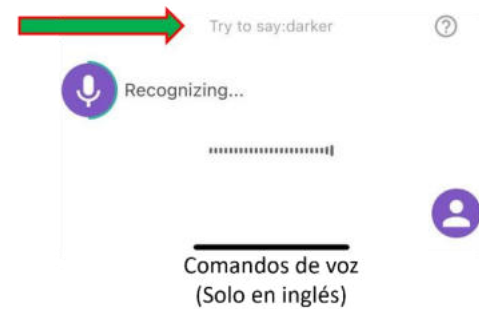 Try to say:darker
Recognizing...
Comandos de voz
(Solo en inglés)